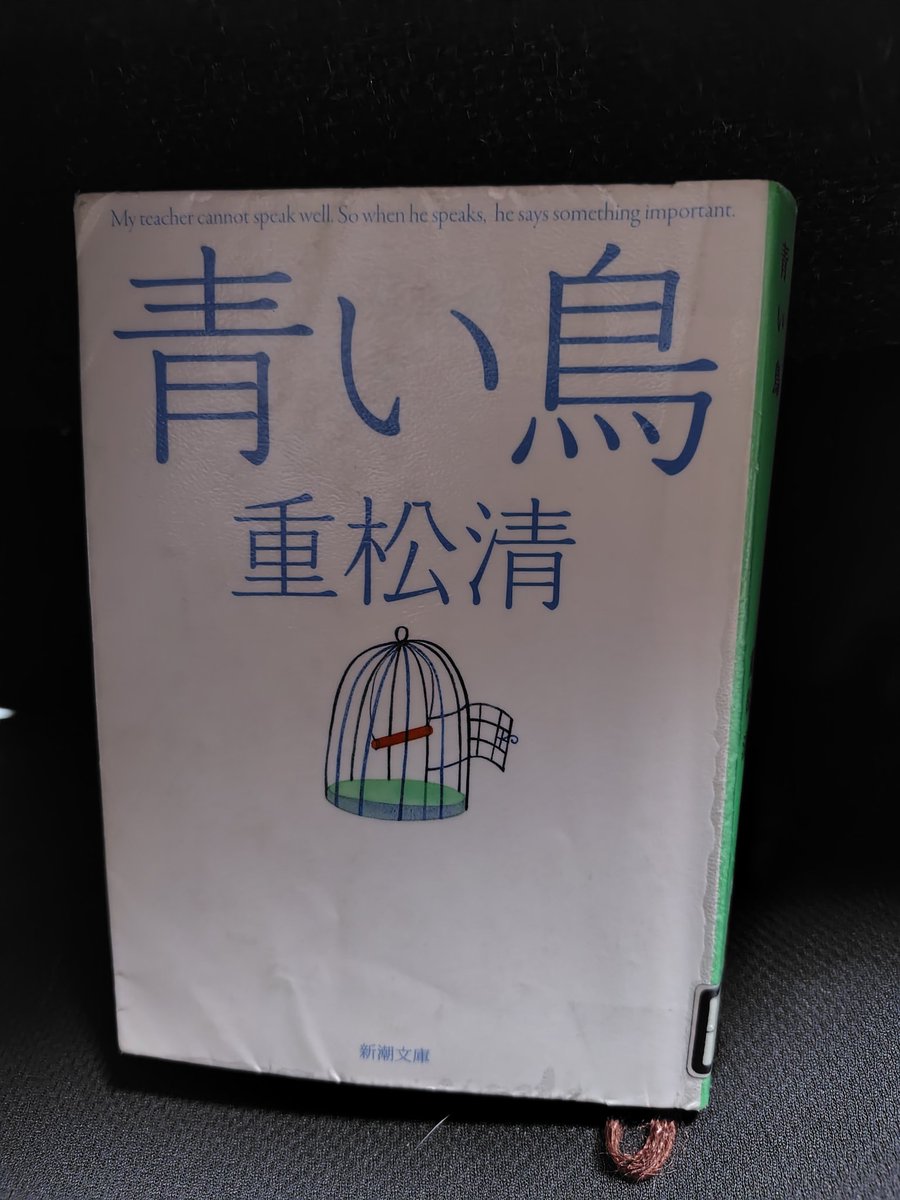 My teacher cannot speak well. So when he speaks, he says something important.
青い鳥
重松清
新潮文庫